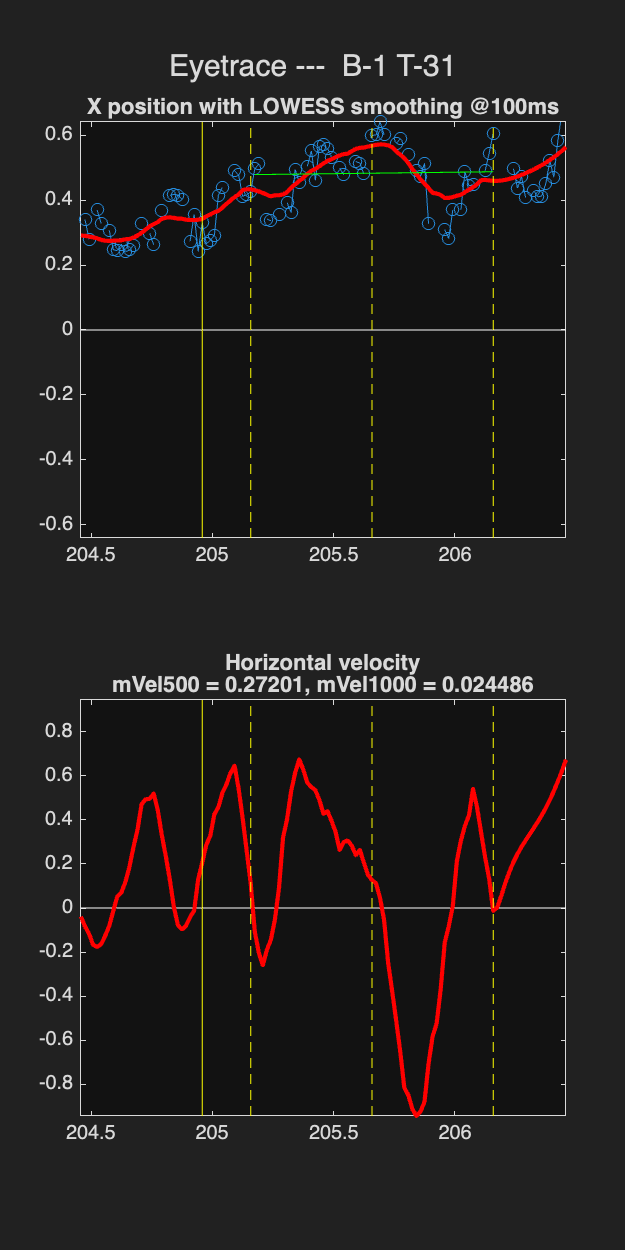 Eyetrace --- B-1 T-31
X position with LOWESS smoothing @100ms
0.6
0.4
0.2
0
-0.2
-0.4
-0.6
204.5 205 205.5 206
Horizontal velocity
mVel500 = 0.27201, mVel1000 = 0.024486
0.8
0.6
0.4
0.2
0
-0.2
-0.4
-0.6
-0.8
204.5 205 205.5 206